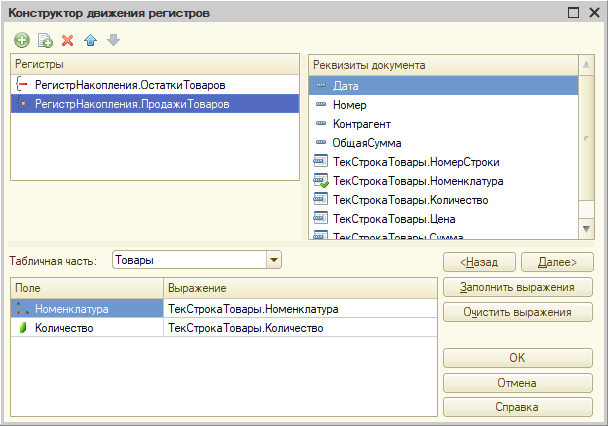 Конструктор движения регистров
Регистры
РегистрНакопления.ОстаткиТоваров
РегистрНакопления.ПродажиТоваров
Реквизиты документа
Дата
Номер
Контрагент
ОбщаяСумма
ТекСтрокаТовары.НомерСтроки
ТекСтрокаТовары.Номенклатура
ТекСтрокаТовары.Количество
ТекСтрокаТовары.Цена
ТекСтрокаТовары.Сумма
Табличная часть: Товары
<Назад Далее>
Заполнить выражения
Очистить выражения
Поле Выражение
Номенклатура ТекСтрокаТовары.Номенклатура
Количество ТекСтрокаТовары.Количество
OK
Отмена
Справка